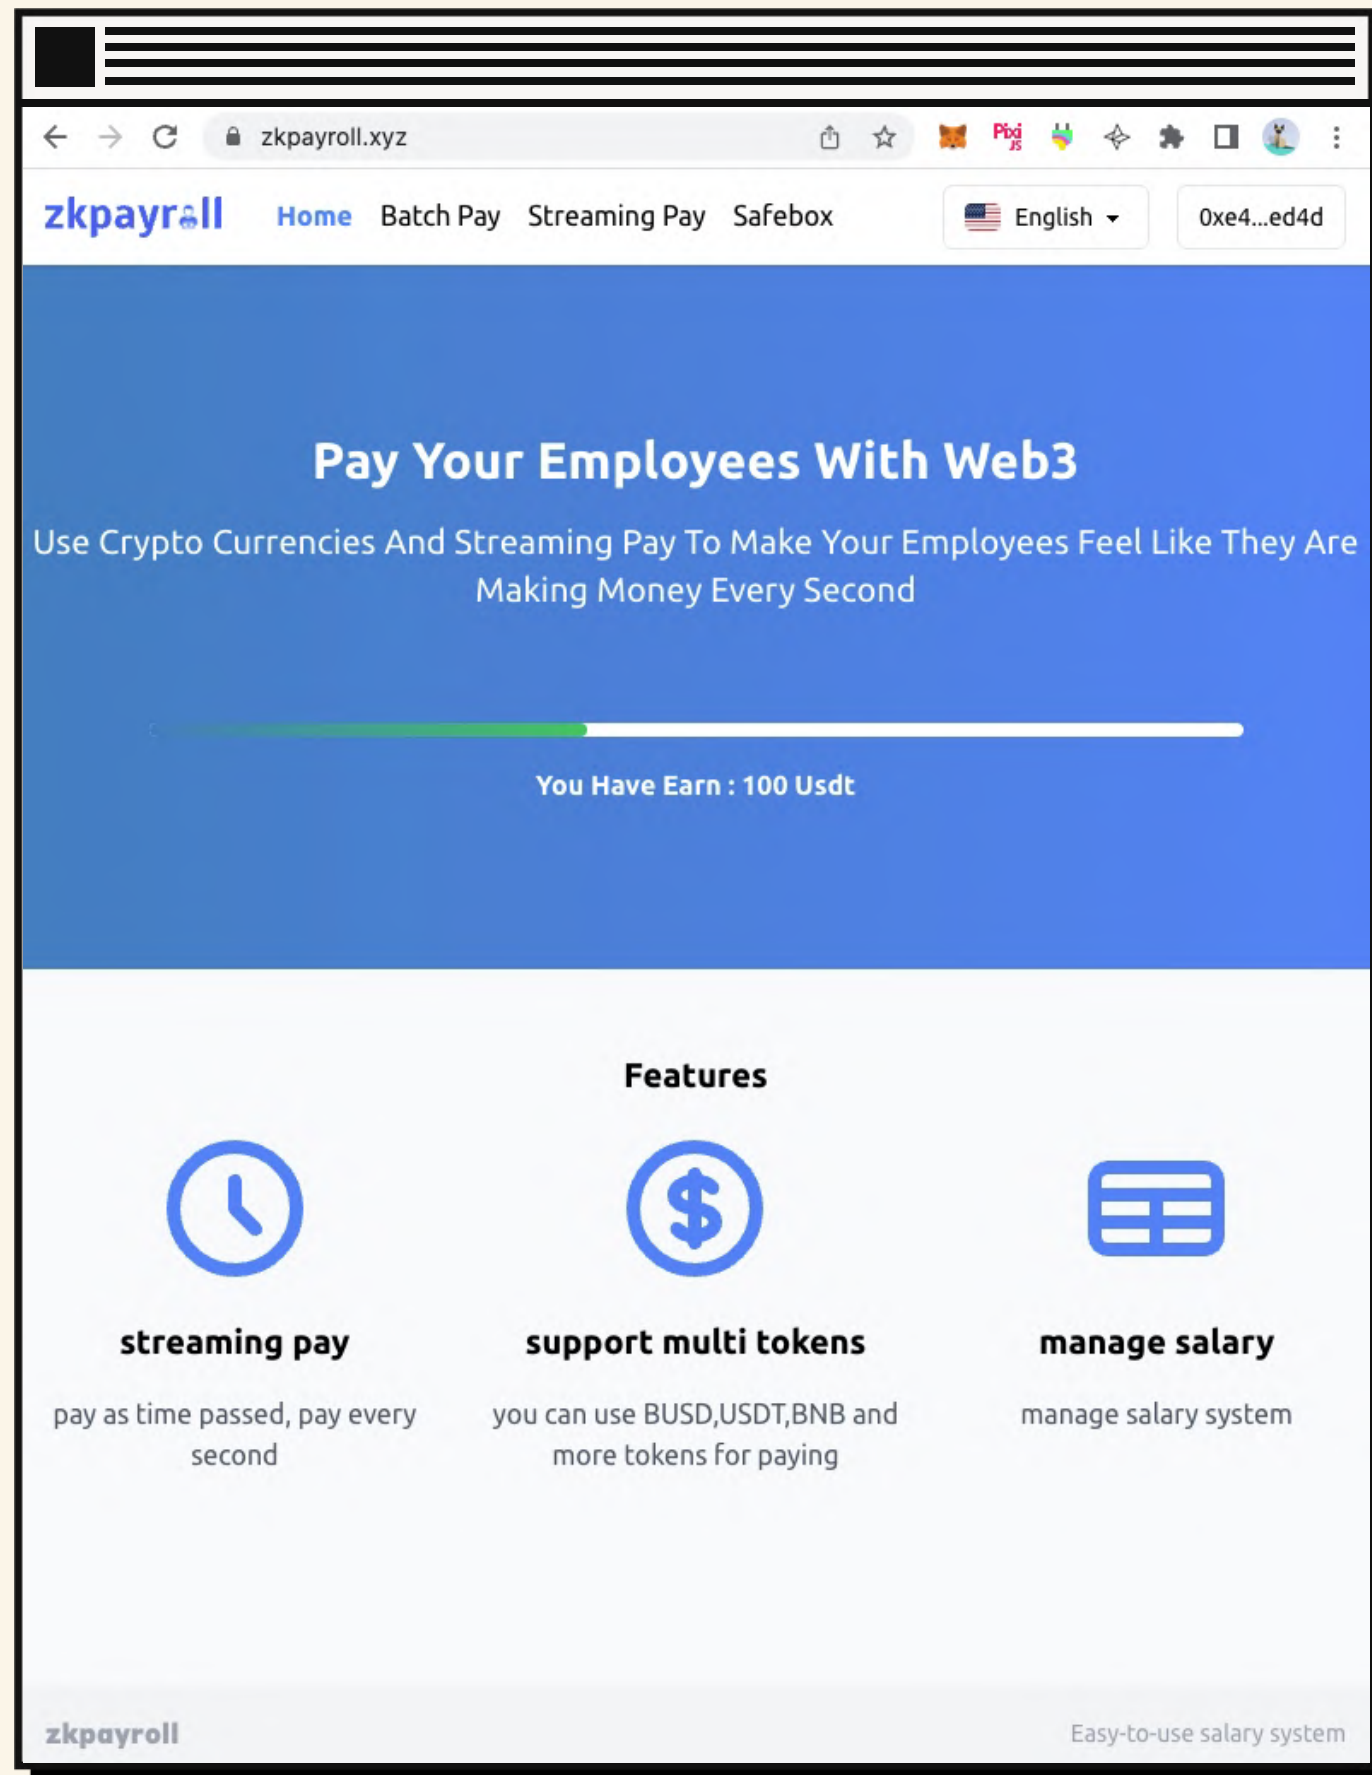 zkpayroll.xyz
Pixi
JS
zkpayroll
Home
Batch Pay
Streaming Pay
Safebox
English
0xe4...ed4d
Pay Your Employees With Web3
Use Crypto Currencies And Streaming Pay To Make Your Employees Feel Like They Are
Making Money Every Second
You Have Earn : 100 Usdt
Features
streaming pay
pay as time passed, pay every
second
support multi tokens
you can use BUSD,USDT,BNB and
more tokens for paying
manage salary
manage salary system
zkpayroll
Easy-to-use salary system